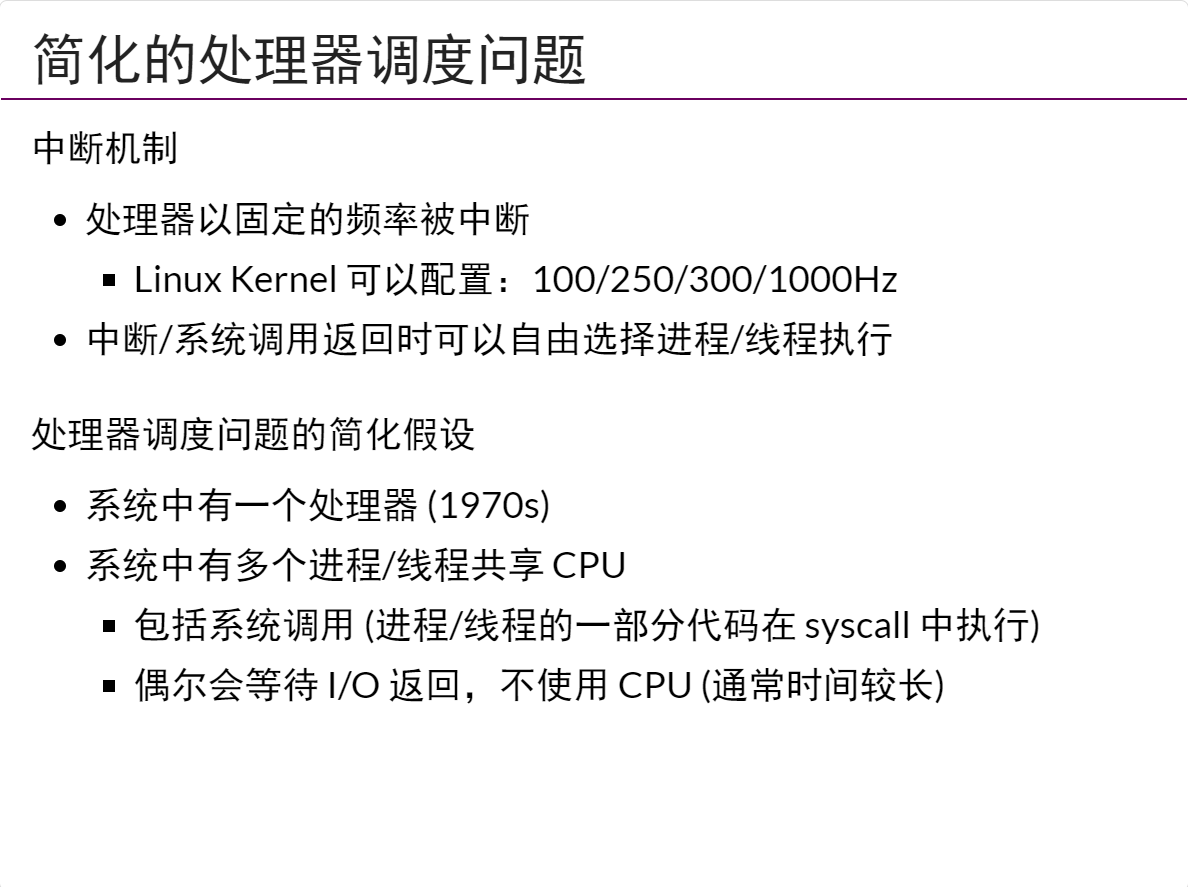 简化的处理器调度问题
中断机制
处理器以固定的频率被中断
Linux Kernel 可以配置：100/250/300/1000Hz
中断/系统调用返回时可以自由选择进程/线程执行
处理器调度问题的简化假设
系统中有一个处理器 (1970s)
系统中有多个进程/线程共享 CPU
包括系统调用 (进程/线程的一部分代码在 syscall 中执行)
偶尔会等待 I/O 返回，不使用 CPU (通常时间较长)